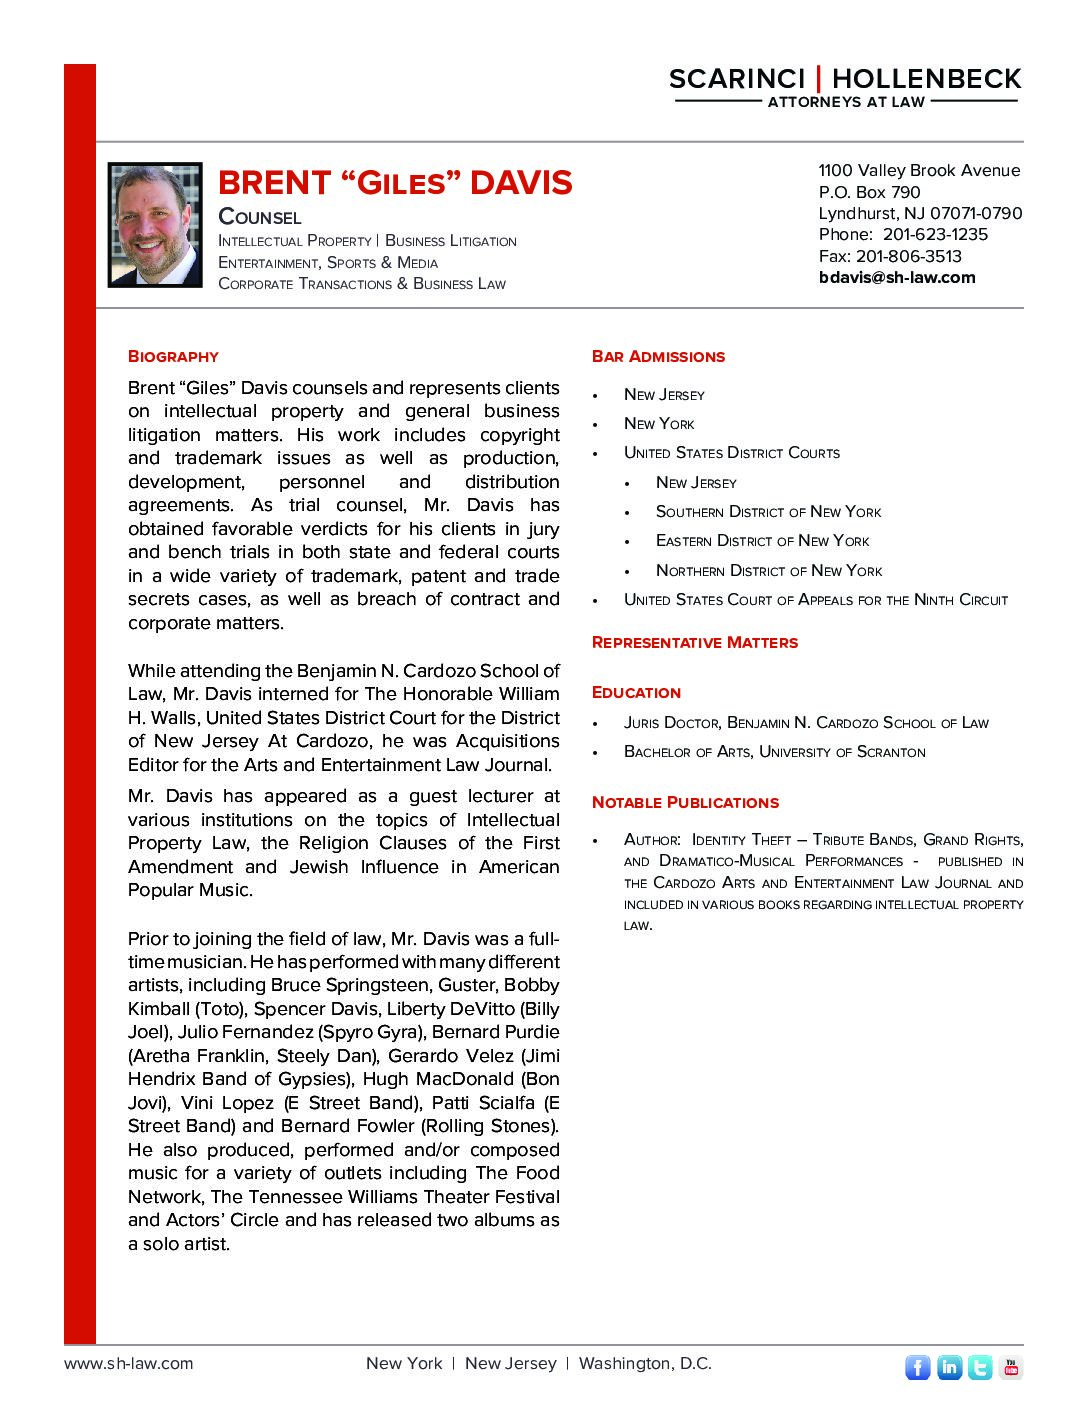 SCARINCI | HOLLENBECK
ATTORNEYS AT LAW
BRENT “Giles” DAVIS
Counsel
Intellectual Property | Business Litigation
Entertainment, Sports & Media
Corporate Transactions & Business Law
1100 Valley Brook Avenue
P.O. Box 790
Lyndhurst, NJ 07071-0790
Phone:  201-623-1235
Fax: 201-806-3513
bdavis@sh-law.com
Biography
Brent “Giles” Davis counsels and represents clients
on intellectual property and general business
litigation matters. His work includes copyright
and trademark issues as well as production,
development, personnel and distribution
agreements. As trial counsel, Mr. Davis has
obtained favorable verdicts for his clients in jury
and bench trials in both state and federal courts
in a wide variety of trademark, patent and trade
secrets cases, as well as breach of contract and
corporate matters.
While attending the Benjamin N. Cardozo School of
Law, Mr. Davis interned for The Honorable William
H. Walls, United States District Court for the District
of New Jersey At Cardozo, he was Acquisitions
Editor for the Arts and Entertainment Law Journal.
Mr. Davis has appeared as a guest lecturer at
various institutions on the topics of Intellectual
Property Law, the Religion Clauses of the First
Amendment and Jewish Influence in American
Popular Music.
Prior to joining the field of law, Mr. Davis was a full-
time musician. He has performed with many different
artists, including Bruce Springsteen, Guster, Bobby
Kimball (Toto), Spencer Davis, Liberty DeVitto (Billy
Joel), Julio Fernandez (Spyro Gyra), Bernard Purdie
(Aretha Franklin, Steely Dan), Gerardo Velez (Jimi
Hendrix Band of Gypsies), Hugh MacDonald (Bon
Jovi), Vini Lopez (E Street Band), Patti Scialfa (E
Street Band) and Bernard Fowler (Rolling Stones).
He also produced, performed and/or composed
music for a variety of outlets including The Food
Network, The Tennessee Williams Theater Festival
and Actors’ Circle and has released two albums as
a solo artist.
Bar Admissions
• New Jersey
• New York
• United States District Courts
• New Jersey
• Southern District of New York
• Eastern District of New York
• Northern District of New York
• United States Court of Appeals for the Ninth Circuit
Representative Matters
Education
• Juris Doctor, Benjamin N. Cardozo School of Law
• Bachelor of Arts, University of Scranton
Notable Publications
• Author:  Identity Theft – Tribute Bands, Grand Rights,
and Dramatico-Musical Performances -  published in
the Cardozo Arts and Entertainment Law Journal and
included in various books regarding intellectual property
law.
www.sh-law.com
New York | New Jersey | Washington, D.C.
f in t You Tube